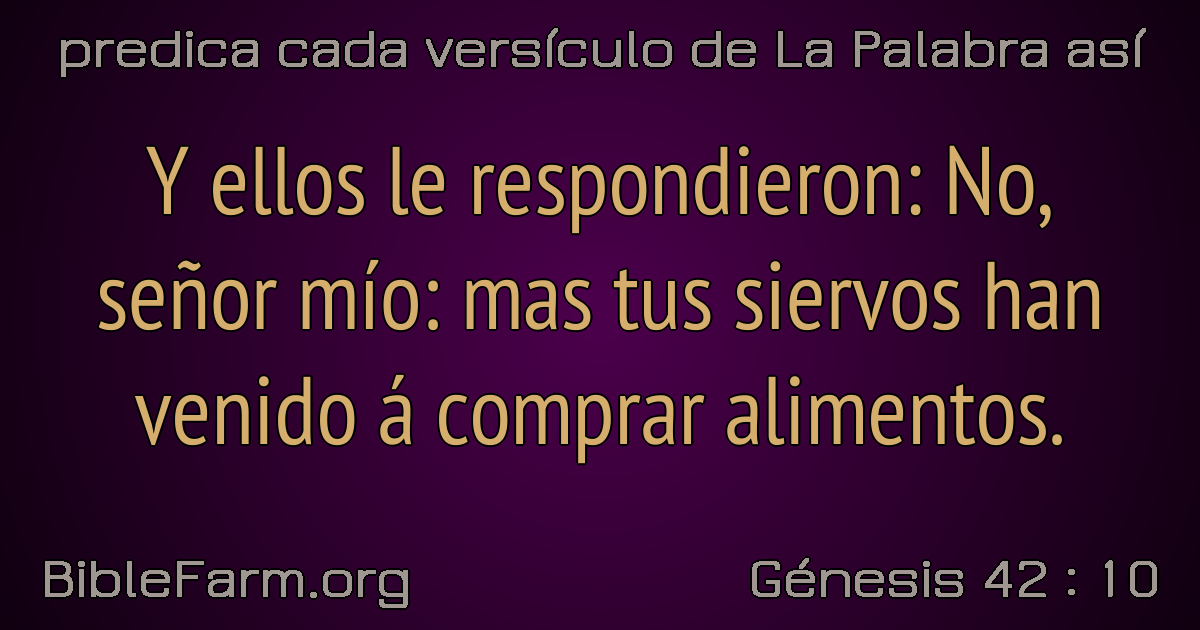 predica cada versículo de La Palabra así
Y ellos le respondieron: No,
señor mío: mas tus siervos han
venido á comprar alimentos.
BibleFarm.org
Génesis 42 : 10